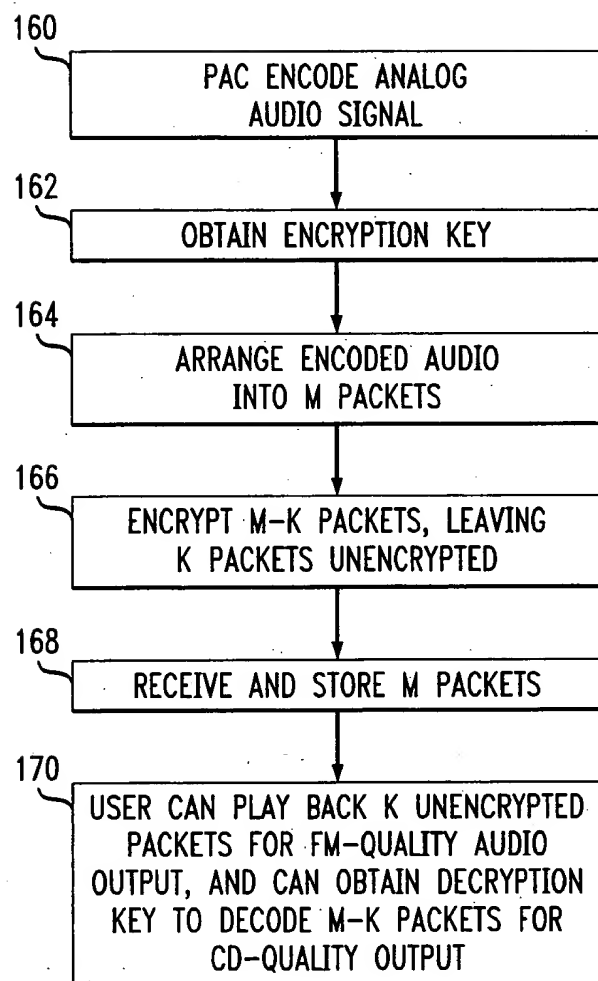 160
PAC ENCODE ANALOG
AUDIO SIGNAL
162
OBTAIN ENCRYPTION KEY
164
ARRANGE ENCODED AUDIO
INTO M PACKETS
166
ENCRYPT M-K PACKETS, LEAVING
K PACKETS UNENCRYPTED
168
RECEIVE AND STORE M PACKETS
170
USER CAN PLAY BACK K UNENCRYPTED
PACKETS FOR FM-QUALITY AUDIO
OUTPUT, AND CAN OBTAIN DECRYPTION
KEY TO DECODE M-K PACKETS FOR
CD-QUALITY OUTPUT